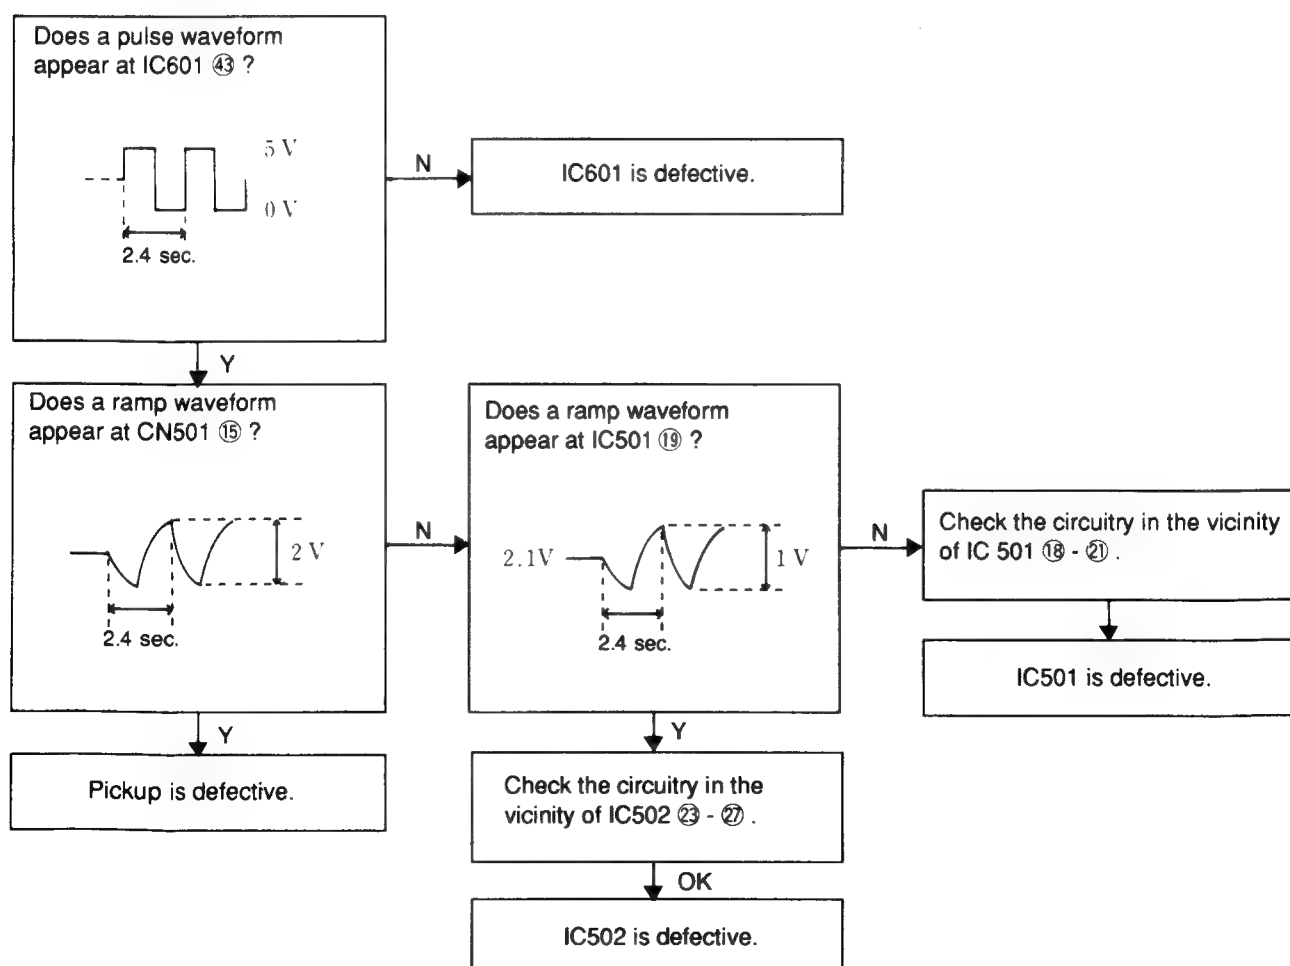 Does a pulse waveform
appear at IC601 ㊸ ?
5 V
0 V
2.4 sec.
N
IC601 is defective.
Y
Does a ramp waveform
appear at CN501 ⑮ ?
2 V
2.4 sec.
N
Does a ramp waveform
appear at IC501 ⑲ ?
2.1V
1 V
2.4 sec.
N
Check the circuitry in the vicinity
of IC 501 ⑱ - ㉑ .
IC501 is defective.
Y
Pickup is defective.
Y
Check the circuitry in the
vicinity of IC502 ㉓ - ㉗ .
OK
IC502 is defective.